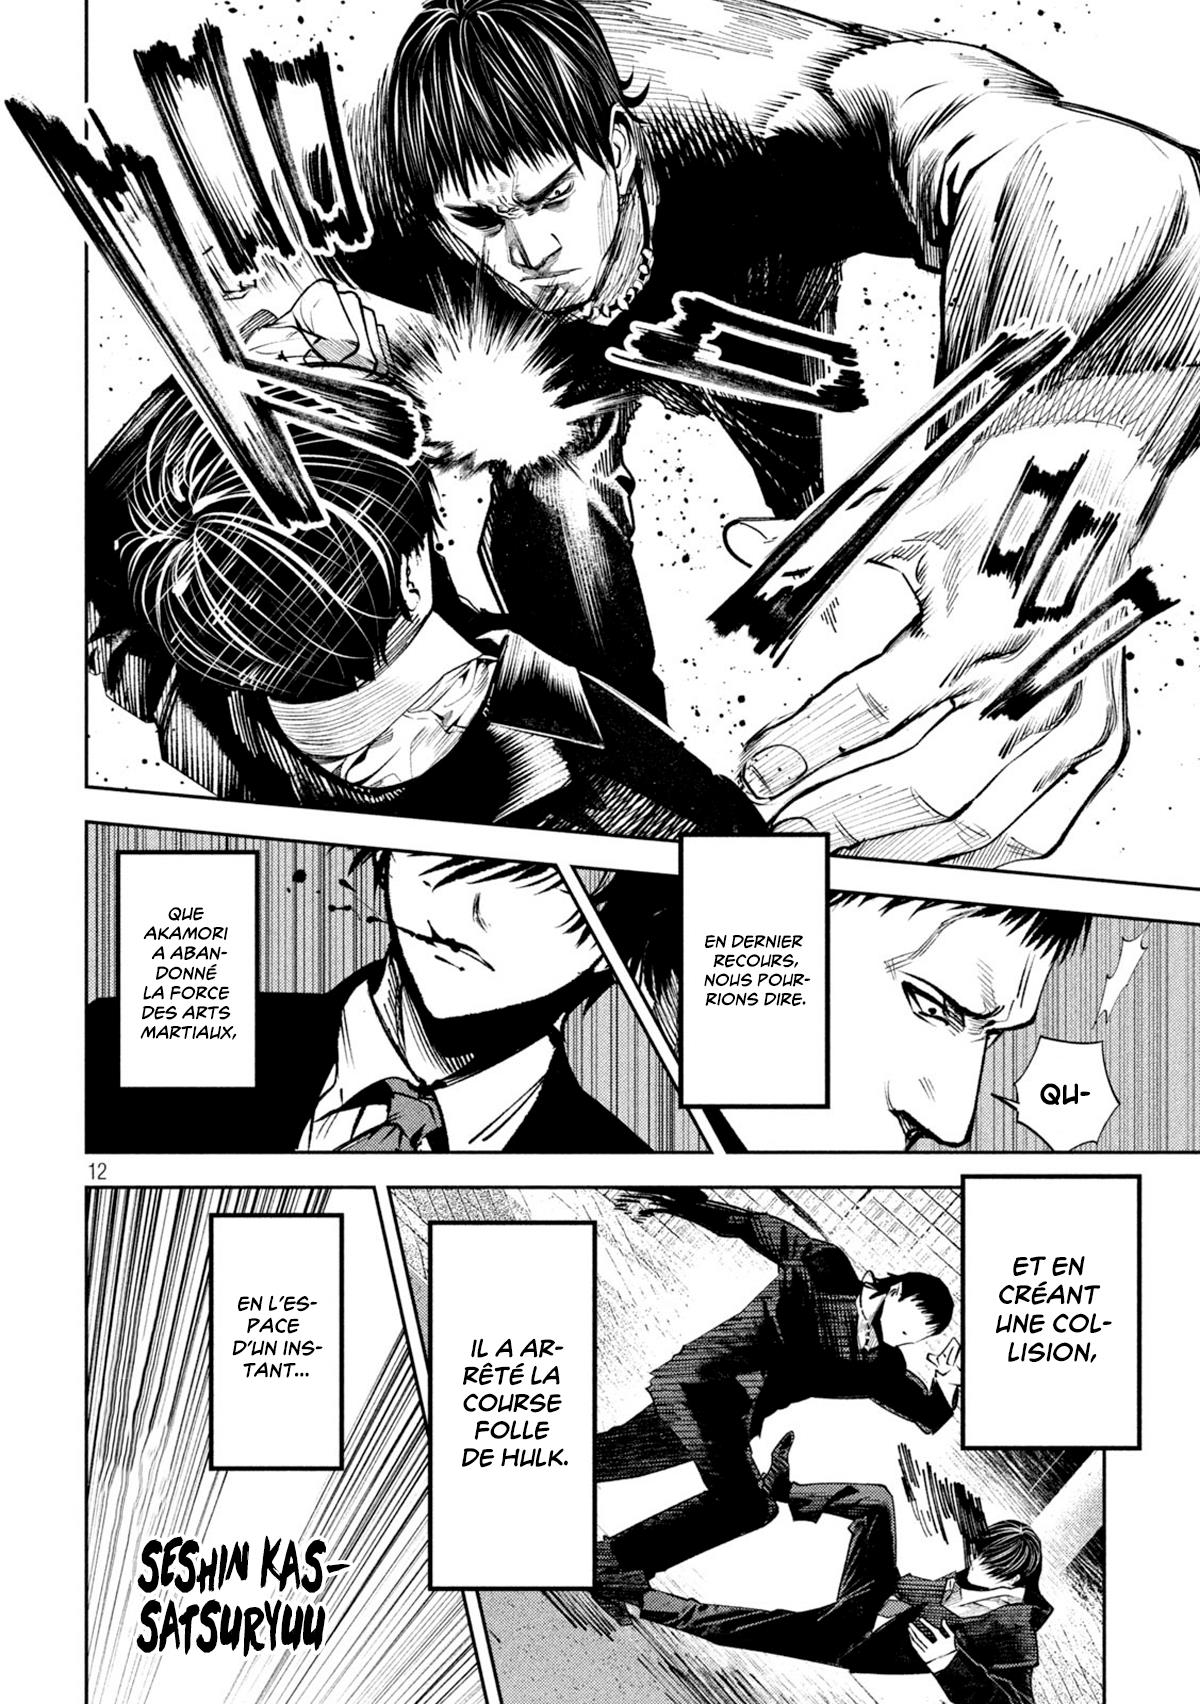 QU-
EN DERNIER
RECOURS,
NOUS POUR-
RIONS DIRE.
QUE
AKAMORI
A ABAN-
DONNÉ
LA FORCE
DES ARTS
MARTIAUX,
12
ET EN
CRÉANT
UNE COL-
LISION,
IL A AR-
RÊTÉ LA
COURSE
FOLLE
DE HULK.
EN L'ES-
PACE
D'UN INS-
TANT...
SESHIN KAS-
SATSURYUU